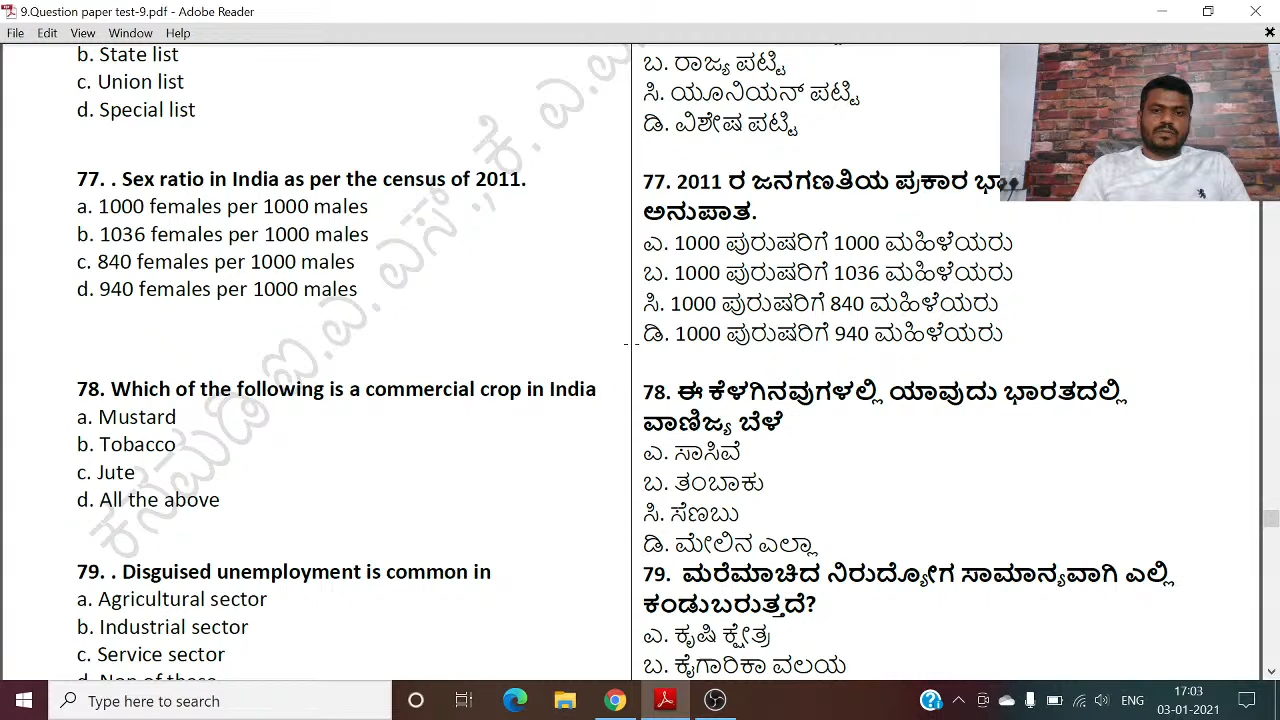 9.Question paper test-9.pdf - Adobe Reader
File Edit View Window Help
b. State list
c. Union list
d. Special list
77. . Sex ratio in India as per the census of 2011.
a. 1000 females per 1000 males
b. 1036 females per 1000 males
c. 840 females per 1000 males
d. 940 females per 1000 males
78. Which of the following is a commercial crop in India
a. Mustard
b. Tobacco
c. Jute
d. All the above
79. . Disguised unemployment is common in
a. Agricultural sector
b. Industrial sector
c. Service sector
d. Non of these
ಬ. ರಾಜ್ಯ ಪಟ್ಟಿ
ಸಿ. ಯೂನಿಯನ್ ಪಟ್ಟಿ
ಡಿ. ವಿಶೇಷ ಪಟ್ಟಿ
77. 2011 ರ ಜನಗಣತಿಯ ಪ್ರಕಾರ
ಅನುಪಾತ.
ಎ. 1000 ಪುರುಷರಿಗೆ 1000 ಮಹಿಳೆಯರು
ಬ. 1000 ಪುರುಷರಿಗೆ 1036 ಮಹಿಳೆಯರು
ಸಿ. 1000 ಪುರುಷರಿಗೆ 840 ಮಹಿಳೆಯರು
ಡಿ. 1000 ಪುರುಷರಿಗೆ 940 ಮಹಿಳೆಯರು
78. ಈ ಕೆಳಗಿನವುಗಳಲ್ಲಿ ಯಾವುದು ಭಾರತದಲ್ಲಿ
ವಾಣಿಜ್ಯ ಬೆಳೆ
ಎ. ಸಾಸಿವೆ
ಬ. ತಂಬಾಕು
ಸಿ. ಸೆಣಬು
ಡಿ. ಮೇಲಿನ ಎಲ್ಲಾ
79. ಮರೆಮಾಚಿದ ನಿರುದ್ಯೋಗ ಸಾಮಾನ್ಯವಾಗಿ ಎಲ್ಲಿ
ಕಂಡುಬರುತ್ತದೆ?
ಎ. ಕೃಷಿ ಕ್ಷೇತ್ರ
ಬ. ಕೈಗಾರಿಕಾ ವಲಯ
Type here to search
ENG
17:03
03-01-2021